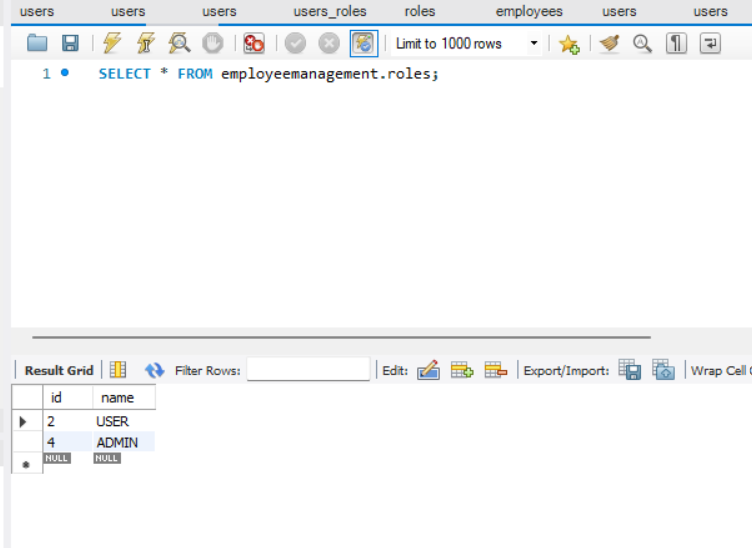 users users users users_roles roles employees users users
Limit to 1000 rows
1 SELECT * FROM employeemanagement.roles;
Result Grid Filter Rows: Edit: Export/Import: Wrap Cell C
id name
2 USER
4 ADMIN
NULL NULL